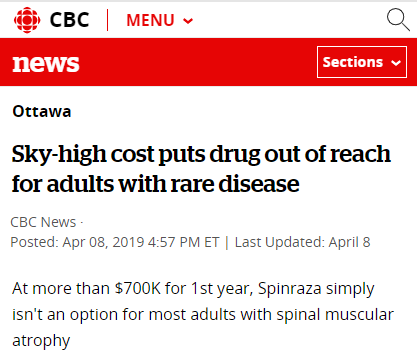 CBC MENU
news
Sections
Ottawa
Sky-high cost puts drug out of reach
for adults with rare disease
CBC News ·
Posted: Apr 08, 2019 4:57 PM ET | Last Updated: April 8
At more than $700K for 1st year, Spinraza simply
isn't an option for most adults with spinal muscular
atrophy